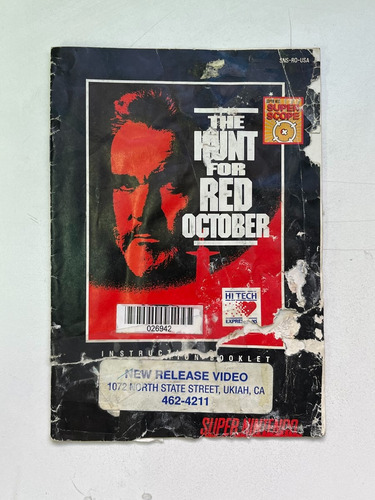 SNS-RO-USA
SUPER
SCOPE
THE
HUNT
FOR
RED
OCTOBER
HI TECH
026942
INSTRUCTION BOOKLET
NEW RELEASE VIDEO
1072 NORTH STATE STREET, UKIAH, CA
462-4211
SUPER NINTENDO